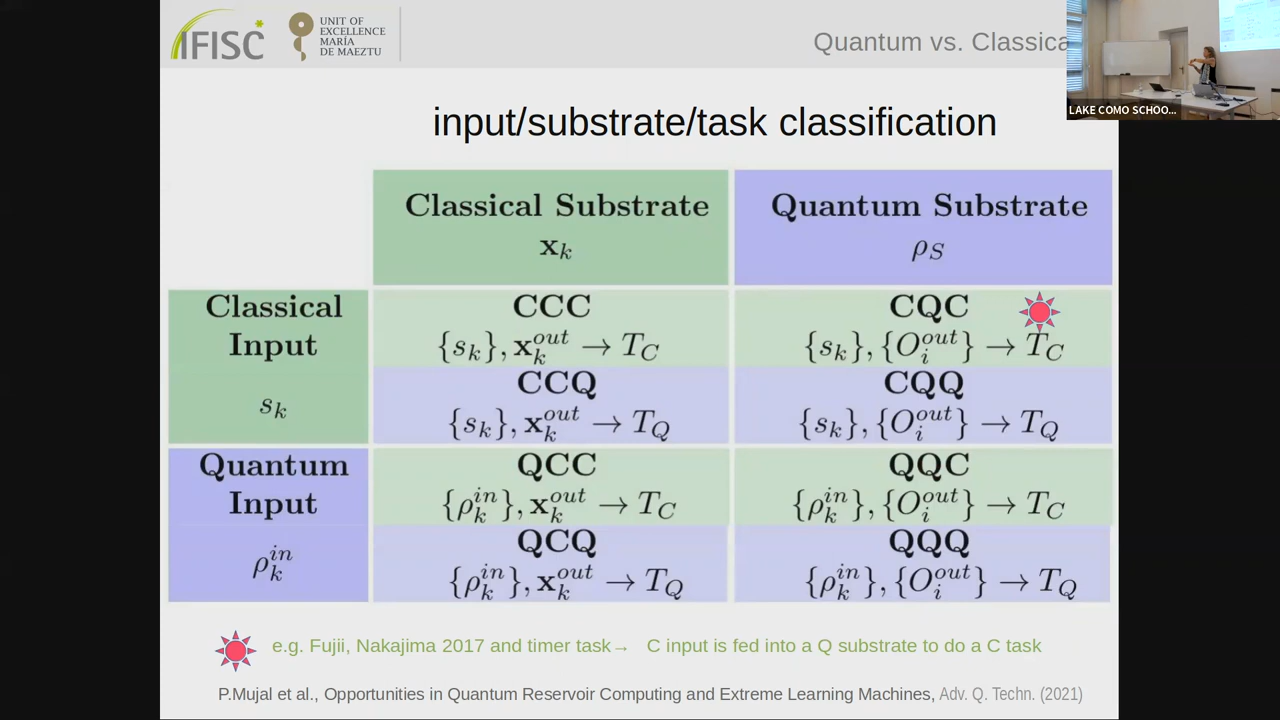 IFISC
UNIT OF
EXCELLENCE
MARÍA
DE MAEZTU
Quantum vs. Classica
LAKE COMO SCHOO...
input/substrate/task classification
Classical Substrate
x_k
Quantum Substrate
ρ_S
Classical
Input
s_k
CCC
{s_k}, x_k^{out} → T_C
CQC
{s_k}, {O_i^{out}} → T_C
CCQ
{s_k}, x_k^{out} → T_Q
CQQ
{s_k}, {O_i^{out}} → T_Q
Quantum
Input
ρ_k^{in}
QCC
{ρ_k^{in}}, x_k^{out} → T_C
QQC
{ρ_k^{in}}, {O_i^{out}} → T_C
QCQ
{ρ_k^{in}}, x_k^{out} → T_Q
QQQ
{ρ_k^{in}}, {O_i^{out}} → T_Q
e.g. Fujii, Nakajima 2017 and timer task→ C input is fed into a Q substrate to do a C task
P.Mujal et al., Opportunities in Quantum Reservoir Computing and Extreme Learning Machines, Adv. Q. Techn. (2021)